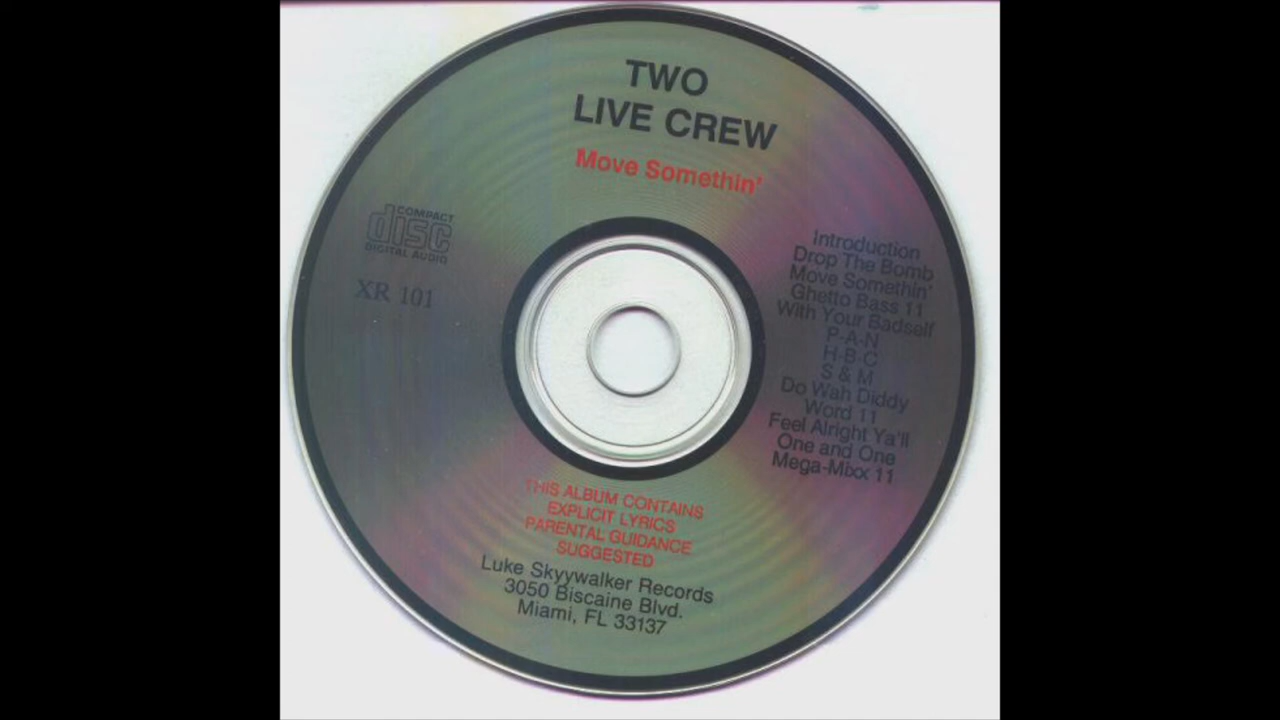 TWO
LIVE CREW
Move Somethin'
COMPACT
disc
DIGITAL AUDIO
XR 101
Introduction
Drop The Bomb
Move Somethin'
Ghetto Bass 11
With Your Badself
P-A-N
H-B-C
S & M
Do Wah Diddy
Word 11
Feel Alright Ya'll
One and One
Mega-Mixx 11
THIS ALBUM CONTAINS
EXPLICIT LYRICS
PARENTAL GUIDANCE
SUGGESTED
Luke Skyywalker Records
3050 Biscaine Blvd.
Miami, FL 33137